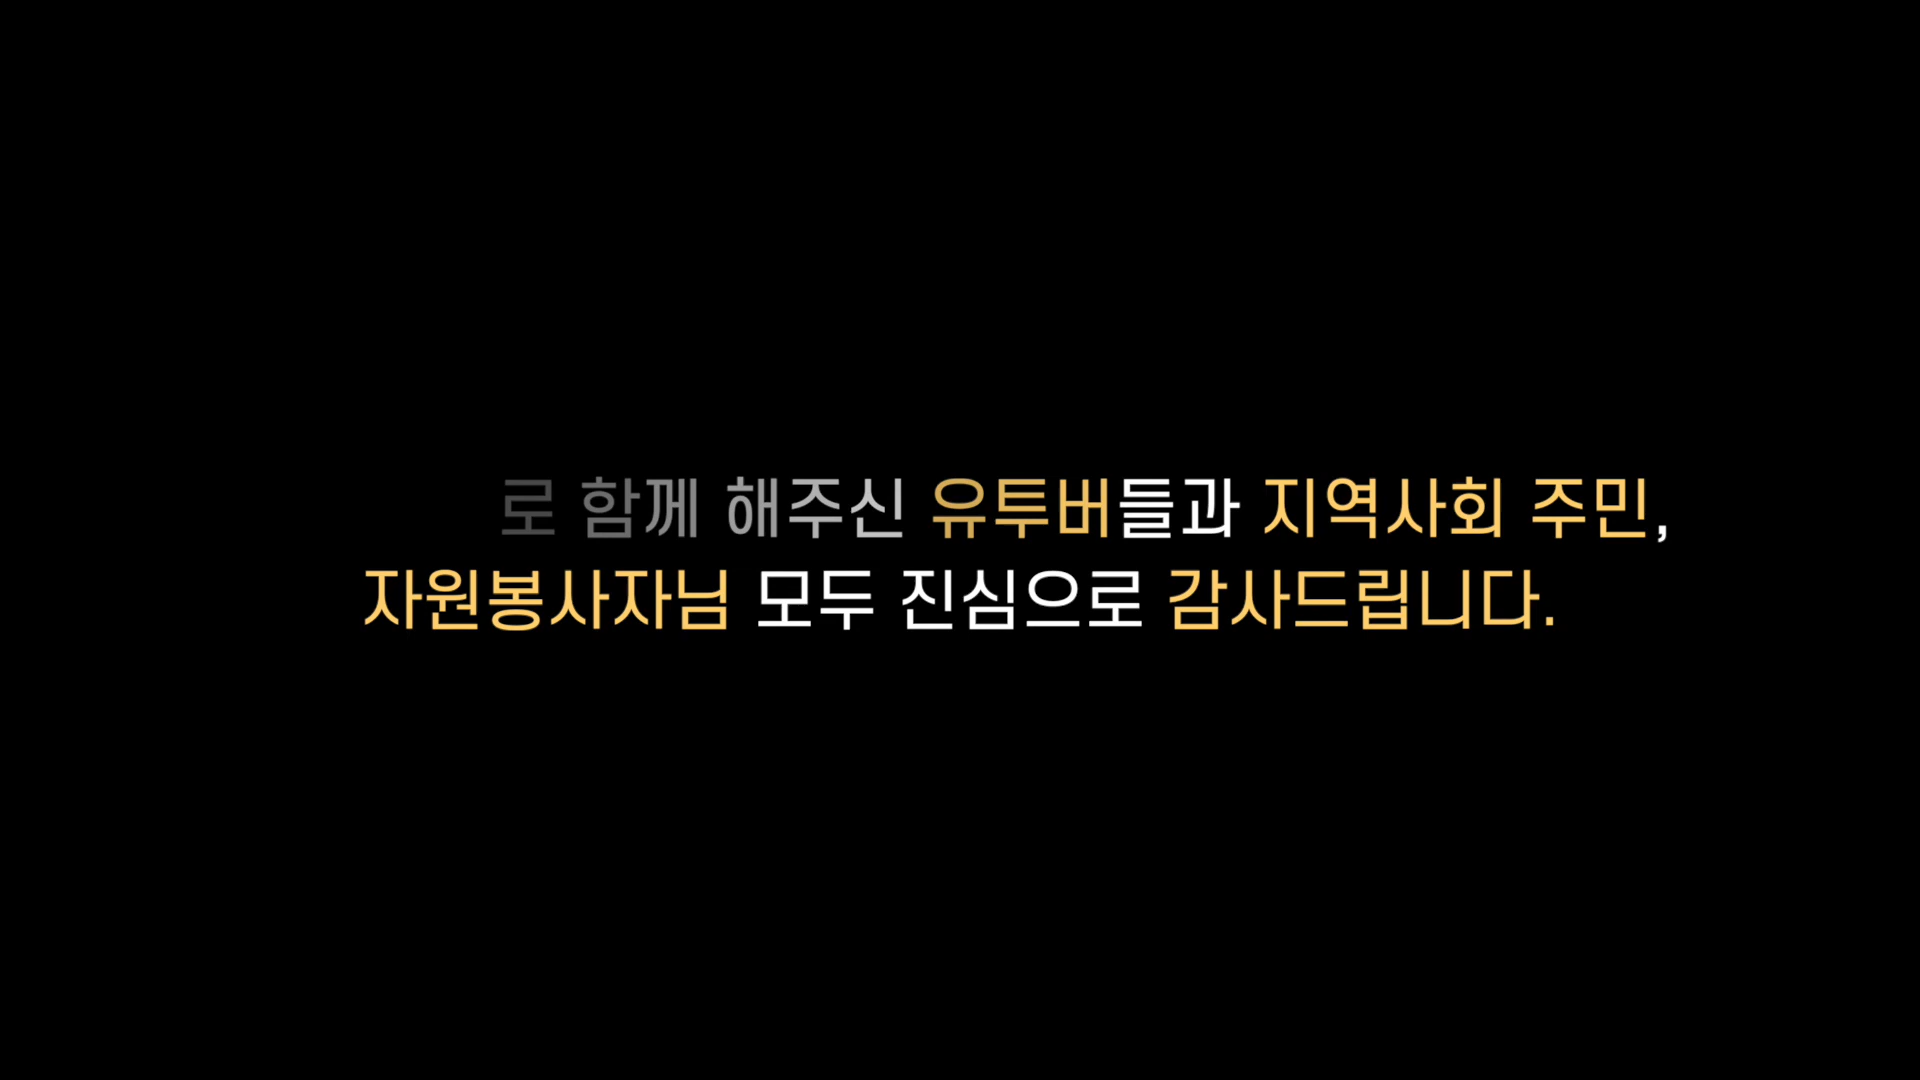 로 함께 해주신 유투버들과 지역사회 주민,
자원봉사자님 모두 진심으로 감사드립니다.